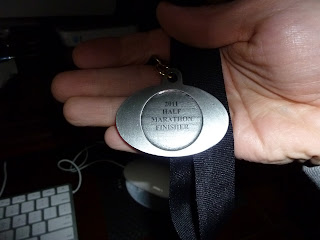 2011
HALF
MARATHON
FINISHER